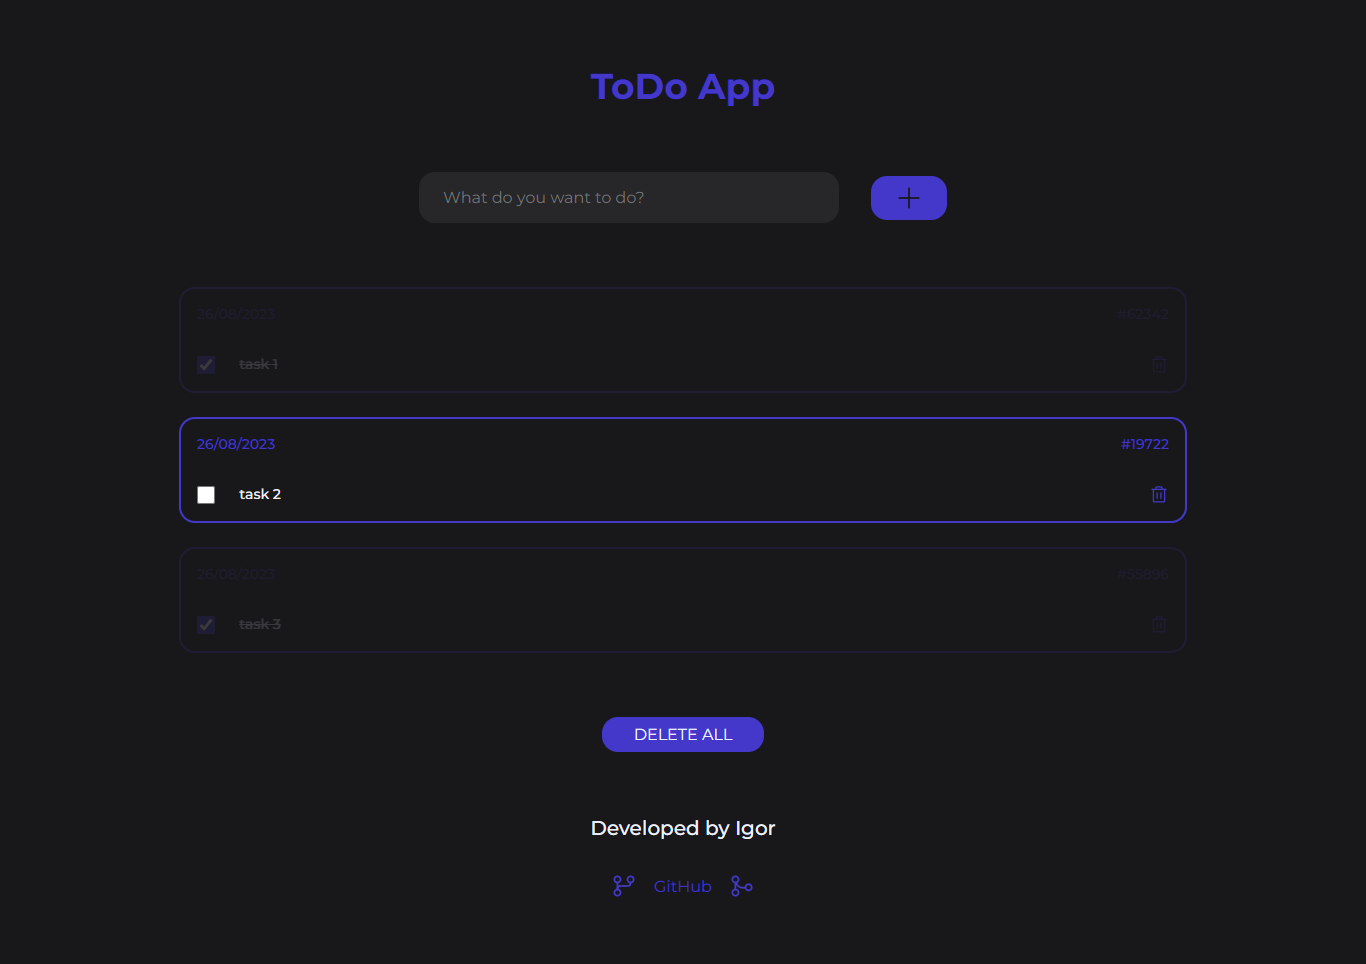 ToDo App
What do you want to do?
26/08/2023 #62342
task 1
26/08/2023 #19722
task 2
26/08/2023
task 3
DELETE ALL
Developed by Igor
GitHub